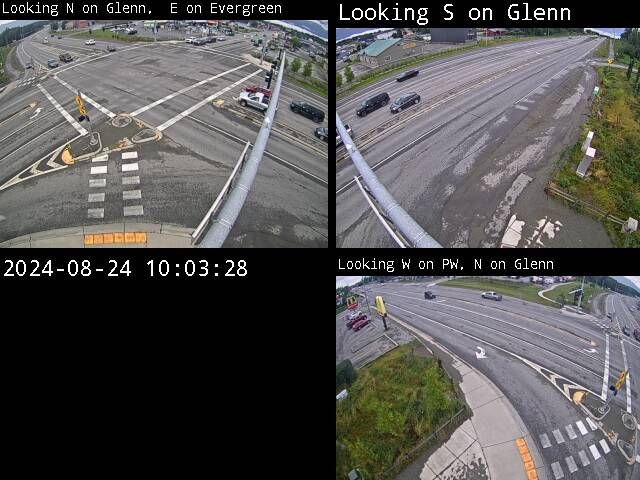 Looking N on Glenn,  E on Evergreen
Looking S on Glenn
2024-08-24 10:03:28
Looking W on PW, N on Glenn